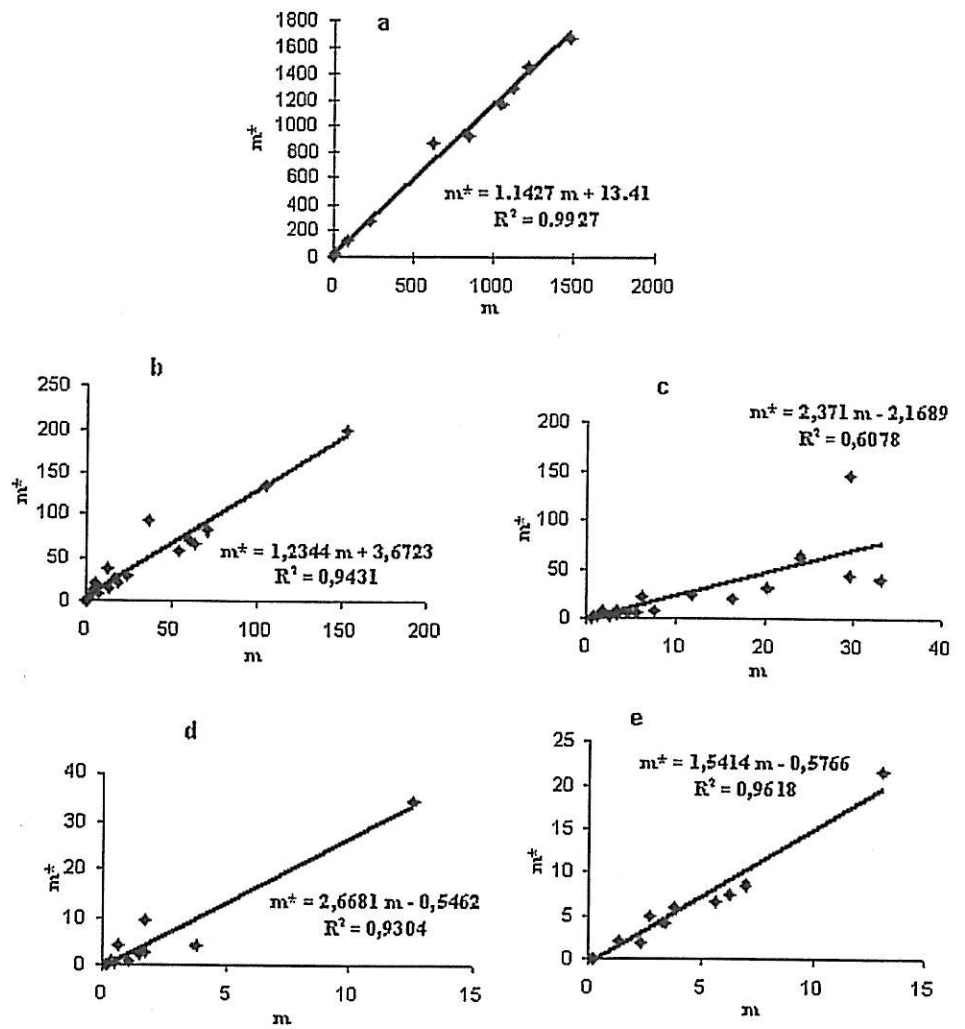 a
1800
1600
1400
1200
1000
800
600
400
200
0
m*
m* = 1.1427 m + 13.41
R² = 0.9927
0 500 1000 1500 2000
m
b
250
200
150
100
50
0
m*
m* = 1,2344 m + 3,6723
R² = 0,9431
0 50 100 150 200
m
c
m* = 2,371 m - 2,1689
R² = 0,6078
200
150
100
50
0
m*
0 10 20 30 40
m
d
40
30
20
10
0
m*
m* = 2,6681 m - 0,5462
R² = 0,9304
0 5 10 15
m
e
25
20
15
10
5
0
m*
m* = 1,5414 m - 0,5766
R² = 0,9618
0 5 10 15
m